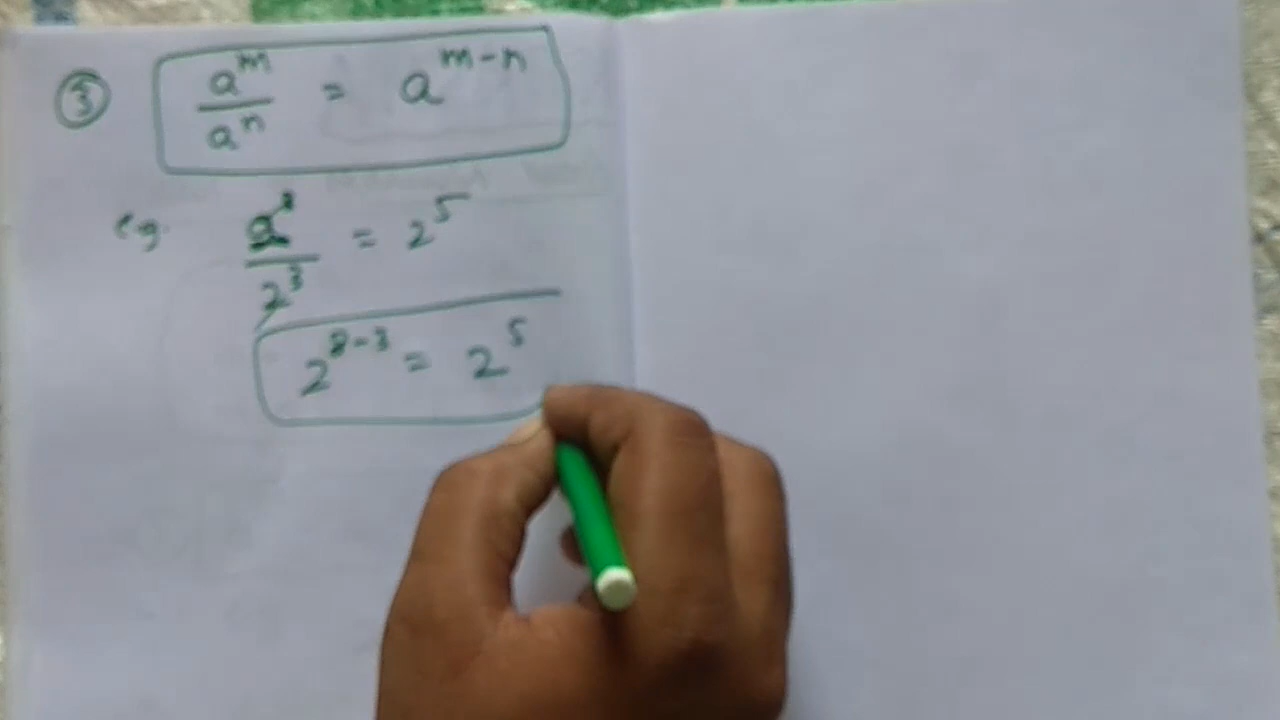 ③ a^m / a^n = a^(m-n)
eg. 2^8 / 2^3 = 2^5
2^(8-3) = 2^5